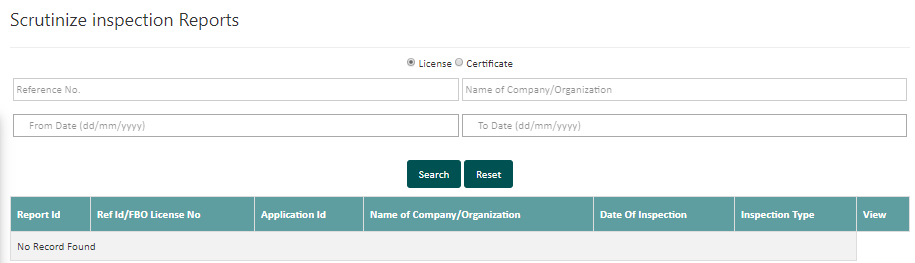 Scrutinize inspection Reports
License Certificate
Reference No. Name of Company/Organization
From Date (dd/mm/yyyy) To Date (dd/mm/yyyy)
Search Reset
Report Id Ref Id/FBO License No Application Id Name of Company/Organization Date Of Inspection Inspection Type View
No Record Found